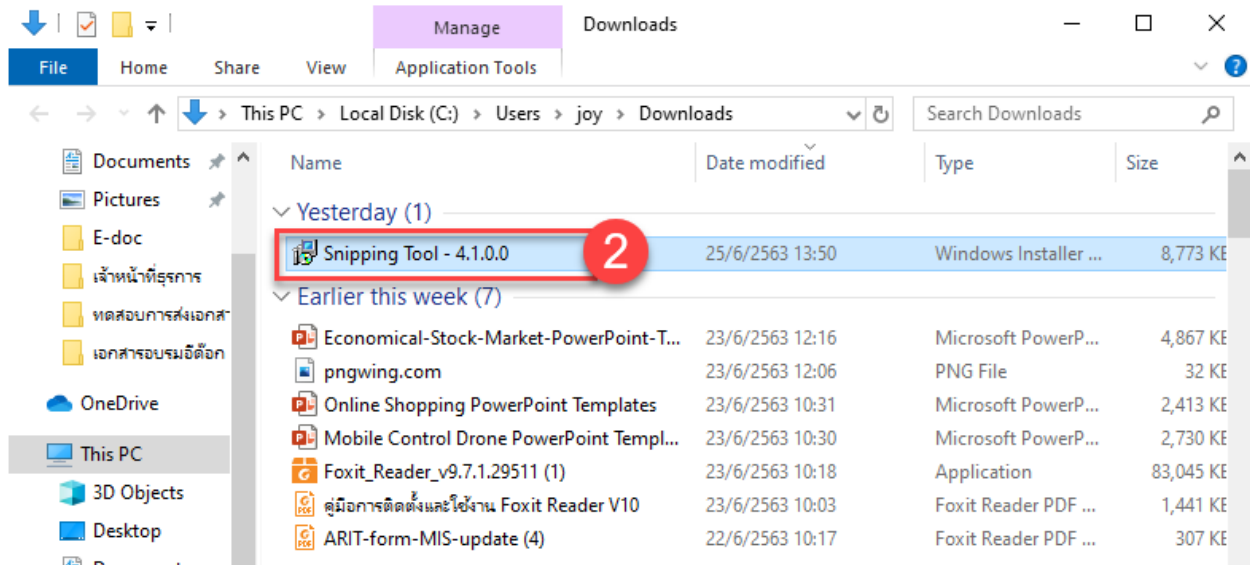 Manage Downloads
File Home Share View Application Tools
This PC > Local Disk (C:) > Users > joy > Downloads Search Downloads
Documents
Pictures
E-doc
เจ้าหน้าที่ธุรการ
ทดสอบการส่งเอกส
เอกสารอบรมอีด๊อก
OneDrive
This PC
3D Objects
Desktop
Name Date modified Type Size
Yesterday (1)
Snipping Tool - 4.1.0.0 2 25/6/2563 13:50 Windows Installer ... 8,773 KB
Earlier this week (7)
Economical-Stock-Market-PowerPoint-T... 23/6/2563 12:16 Microsoft PowerP... 4,867 KB
pngwing.com 23/6/2563 12:06 PNG File 32 KB
Online Shopping PowerPoint Templates 23/6/2563 10:31 Microsoft PowerP... 2,413 KB
Mobile Control Drone PowerPoint Templ... 23/6/2563 10:30 Microsoft PowerP... 2,730 KB
Foxit_Reader_v9.7.1.29511 (1) 23/6/2563 10:18 Application 83,045 KB
คู่มือการติดตั้งและใช้งาน Foxit Reader V10 23/6/2563 10:03 Foxit Reader PDF ... 1,441 KB
ARIT-form-MIS-update (4) 22/6/2563 10:17 Foxit Reader PDF ... 307 KB